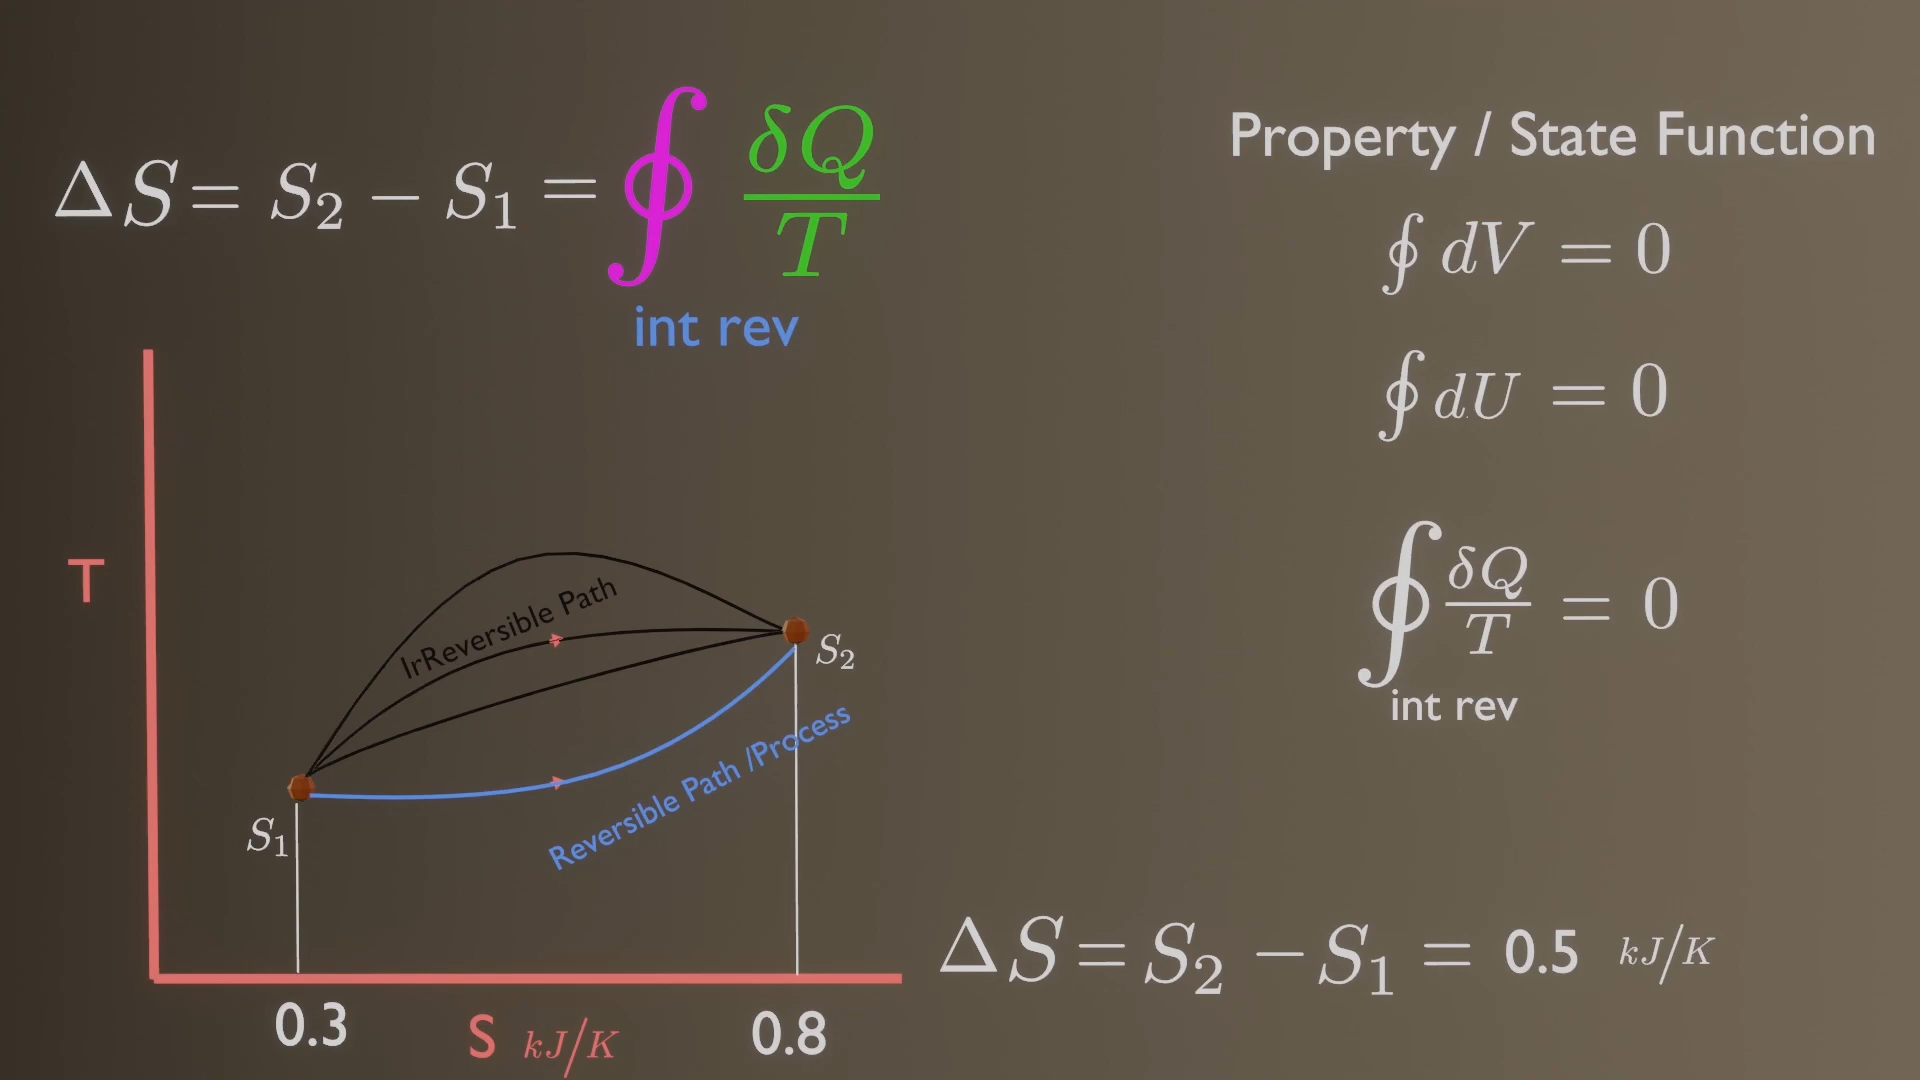 ΔS = S₂ − S₁ = ∮ δQ/T
int rev
Property / State Function
∮ dV = 0
∮ dU = 0
∮ δQ/T = 0
int rev
T
IrReversible Path
S₂
Reversible Path /Process
S₁
0.3
S kJ/K
0.8
ΔS = S₂ − S₁ = 0.5 kJ/K